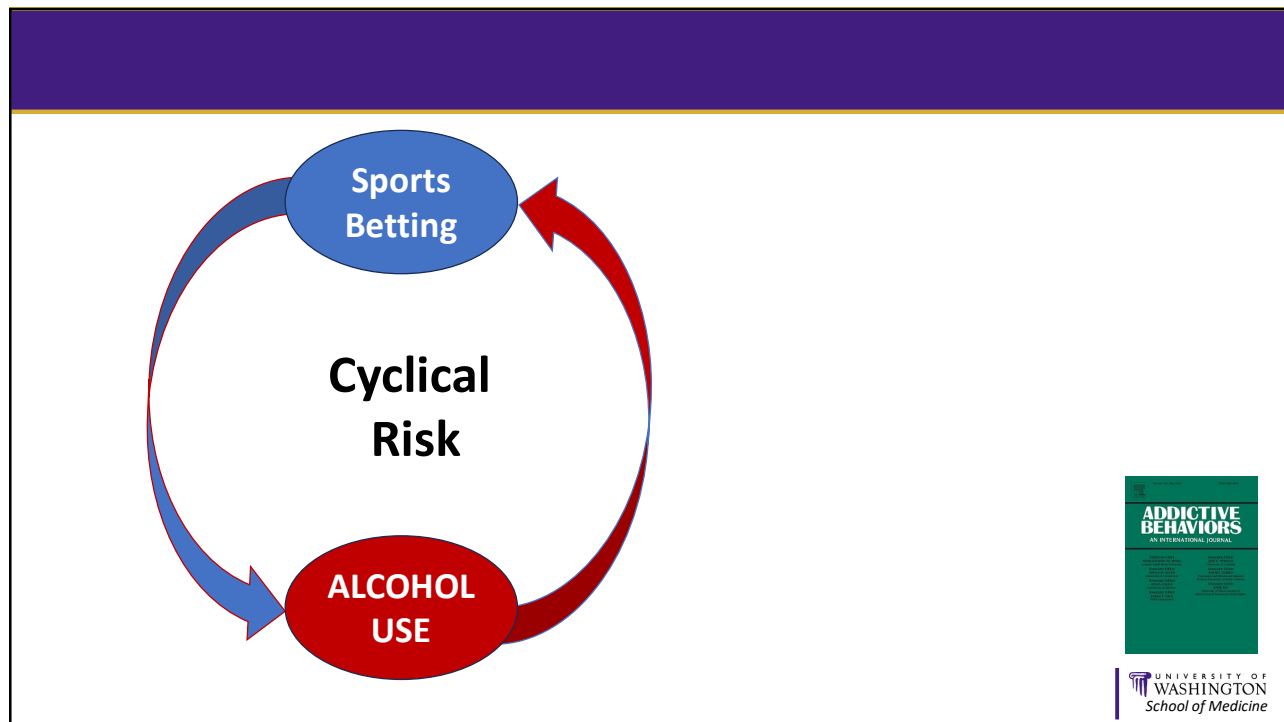 Sports
Betting
Cyclical
Risk
ALCOHOL
USE
ADDICTIVE
BEHAVIORS
AN INTERNATIONAL JOURNAL
UNIVERSITY OF
WASHINGTON
School of Medicine